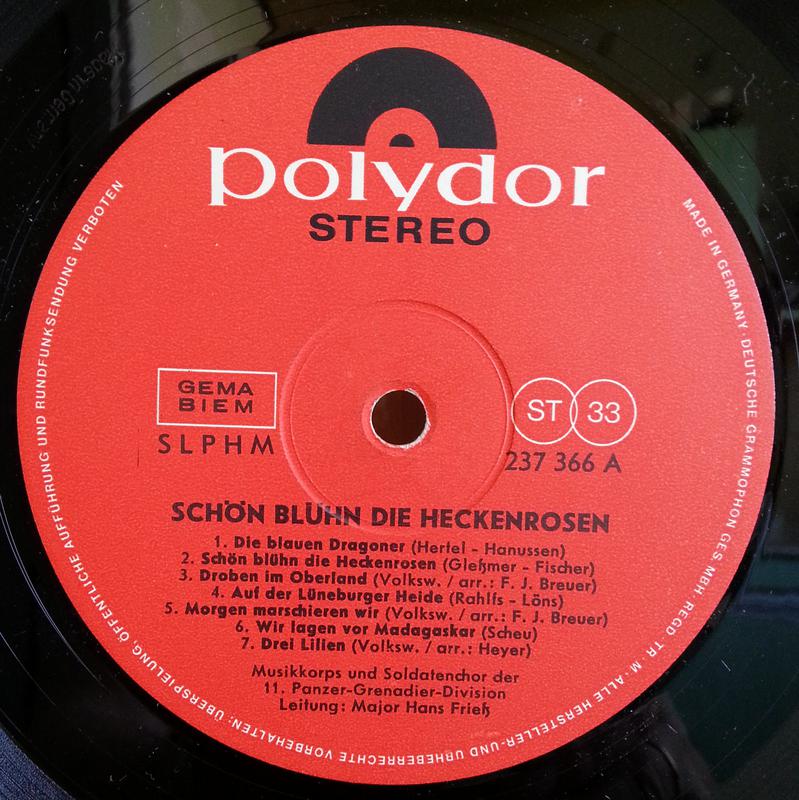 polydor
STEREO
GEMA
BIEM
SLPHM
ST 33
237 366 A
SCHÖN BLÜHN DIE HECKENROSEN
1. Die blauen Dragoner (Hertel - Hanussen)
2. Schön blühn die Heckenrosen (Gleßmer - Fischer)
3. Droben im Oberland (Volksw. / arr.: F. J. Breuer)
4. Auf der Lüneburger Heide (Rahlfs - Löns)
5. Morgen marschieren wir (Volksw. / arr.: F. J. Breuer)
6. Wir lagen vor Madagaskar (Scheu)
7. Drei Lilien (Volksw. / arr.: Heyer)
Musikkorps und Soldatenchor der
11. Panzer-Grenadier-Division
Leitung: Major Hans Frieß
MADE IN GERMANY · DEUTSCHE GRAMMOPHON GES. MBH · REGD. TR. M · ALLE HERSTELLER- UND URHEBERRECHTE VORBEHALTEN: ÜBERSPIELUNG ÖFFENTLICHE AUFFÜHRUNG UND RUNDFUNKSENDUNG VERBOTEN